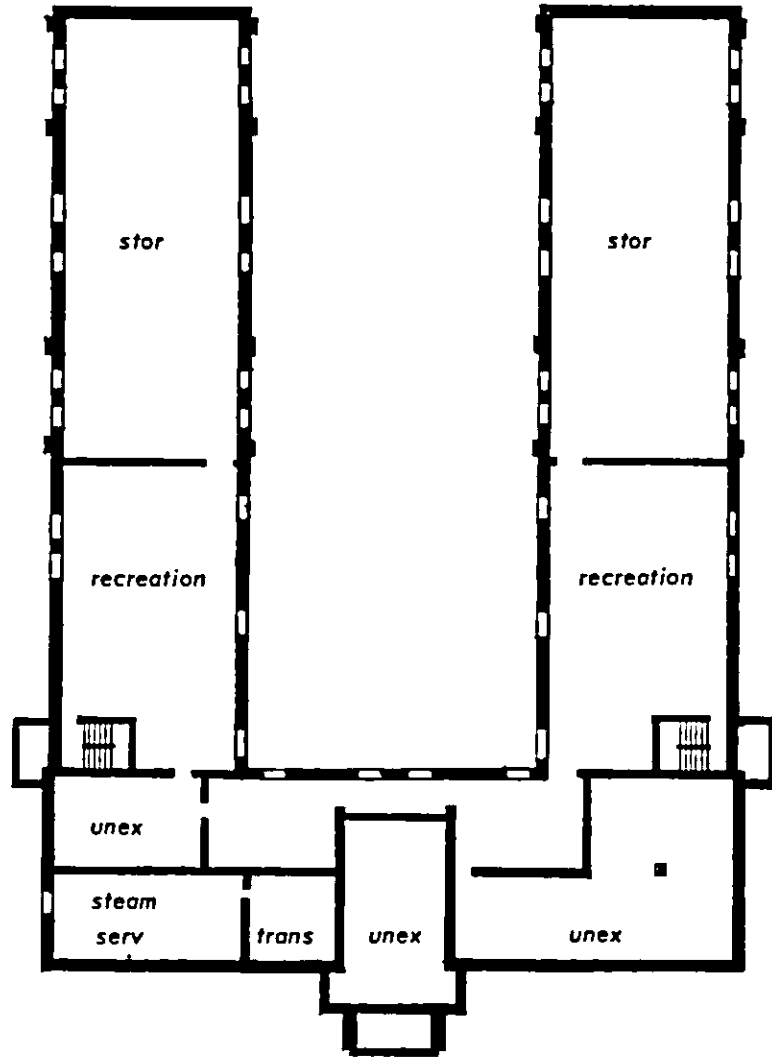 stor
stor
recreation
recreation
unex
steam
serv
trans
unex
unex